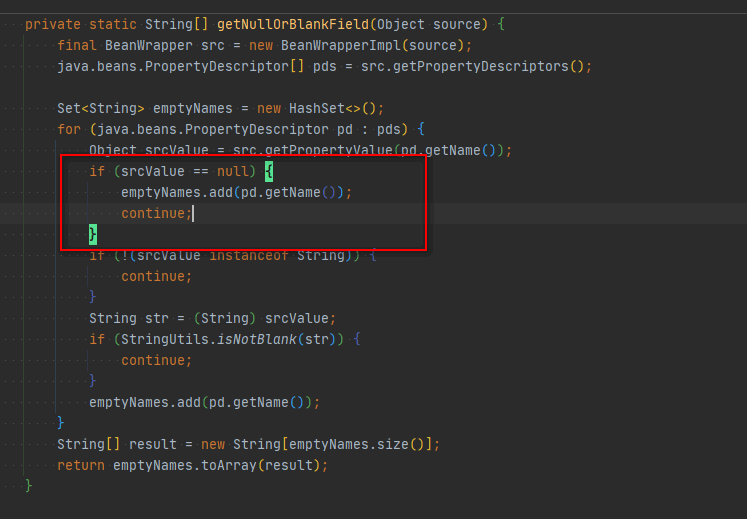 private static String[] getNullOrBlankField(Object source) {
    final BeanWrapper src = new BeanWrapperImpl(source);
    java.beans.PropertyDescriptor[] pds = src.getPropertyDescriptors();

    Set<String> emptyNames = new HashSet<>();
    for (java.beans.PropertyDescriptor pd : pds) {
        Object srcValue = src.getPropertyValue(pd.getName());
        if (srcValue == null) {
            emptyNames.add(pd.getName());
            continue;
        }
        if (!(srcValue instanceof String)) {
            continue;
        }
        String str = (String) srcValue;
        if (StringUtils.isNotBlank(str)) {
            continue;
        }
        emptyNames.add(pd.getName());
    }
    String[] result = new String[emptyNames.size()];
    return emptyNames.toArray(result);
}